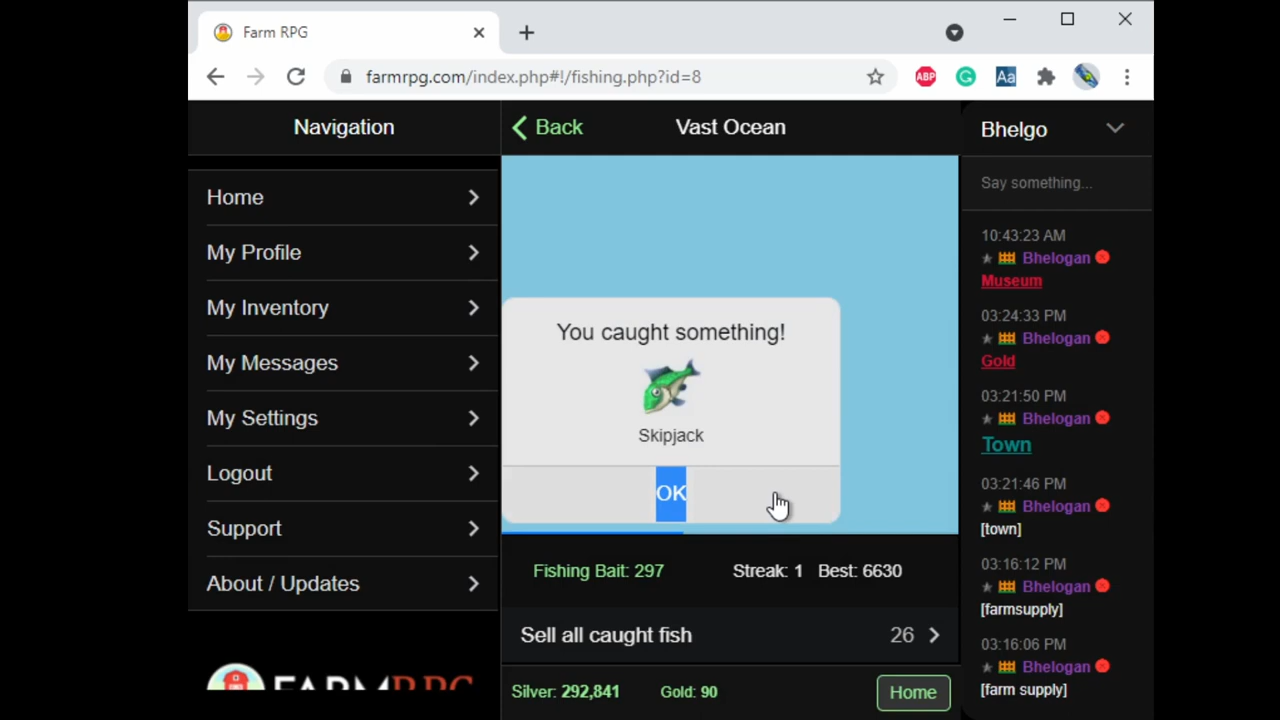 Farm RPG
farmrpg.com/index.php#!/fishing.php?id=8
ABP
G
Aa
Navigation
Home
My Profile
My Inventory
My Messages
My Settings
Logout
Support
About / Updates
FARMRPG
Back
Vast Ocean
You caught something!
Skipjack
OK
Fishing Bait: 297
Streak: 1 Best: 6630
Sell all caught fish 26
Silver: 292,841 Gold: 90
Home
Bhelgo
Say something...
10:43:23 AM
Bhelogan
Museum
03:24:33 PM
Bhelogan
Gold
03:21:50 PM
Bhelogan
Town
03:21:46 PM
Bhelogan
[town]
03:16:12 PM
Bhelogan
[farmsupply]
03:16:06 PM
Bhelogan
[farm supply]